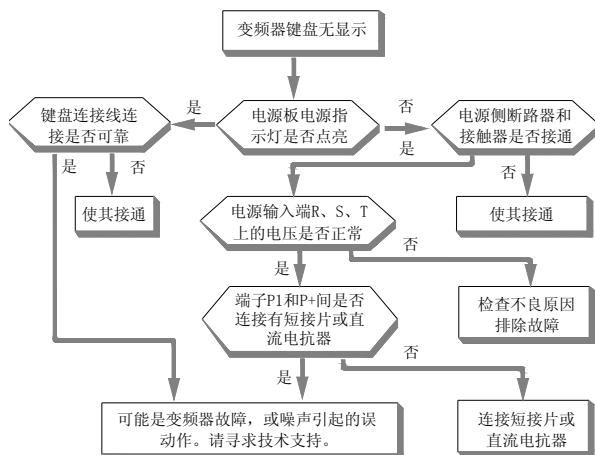 变频器键盘无显示
是
否
键盘连接线连
接是否可靠
电源板电源指
示灯是否点亮
电源侧断路器和
接触器是否接通
是
否
是
否
使其接通
电源输入端R、S、T
上的电压是否正常
使其接通
是
否
端子P1和P+间是否
连接有短接片或直
流电抗器
检查不良原因
排除故障
是
否
可能是变频器故障，或噪声引起的误
动作。请寻求技术支持。
连接短接片或
直流电抗器